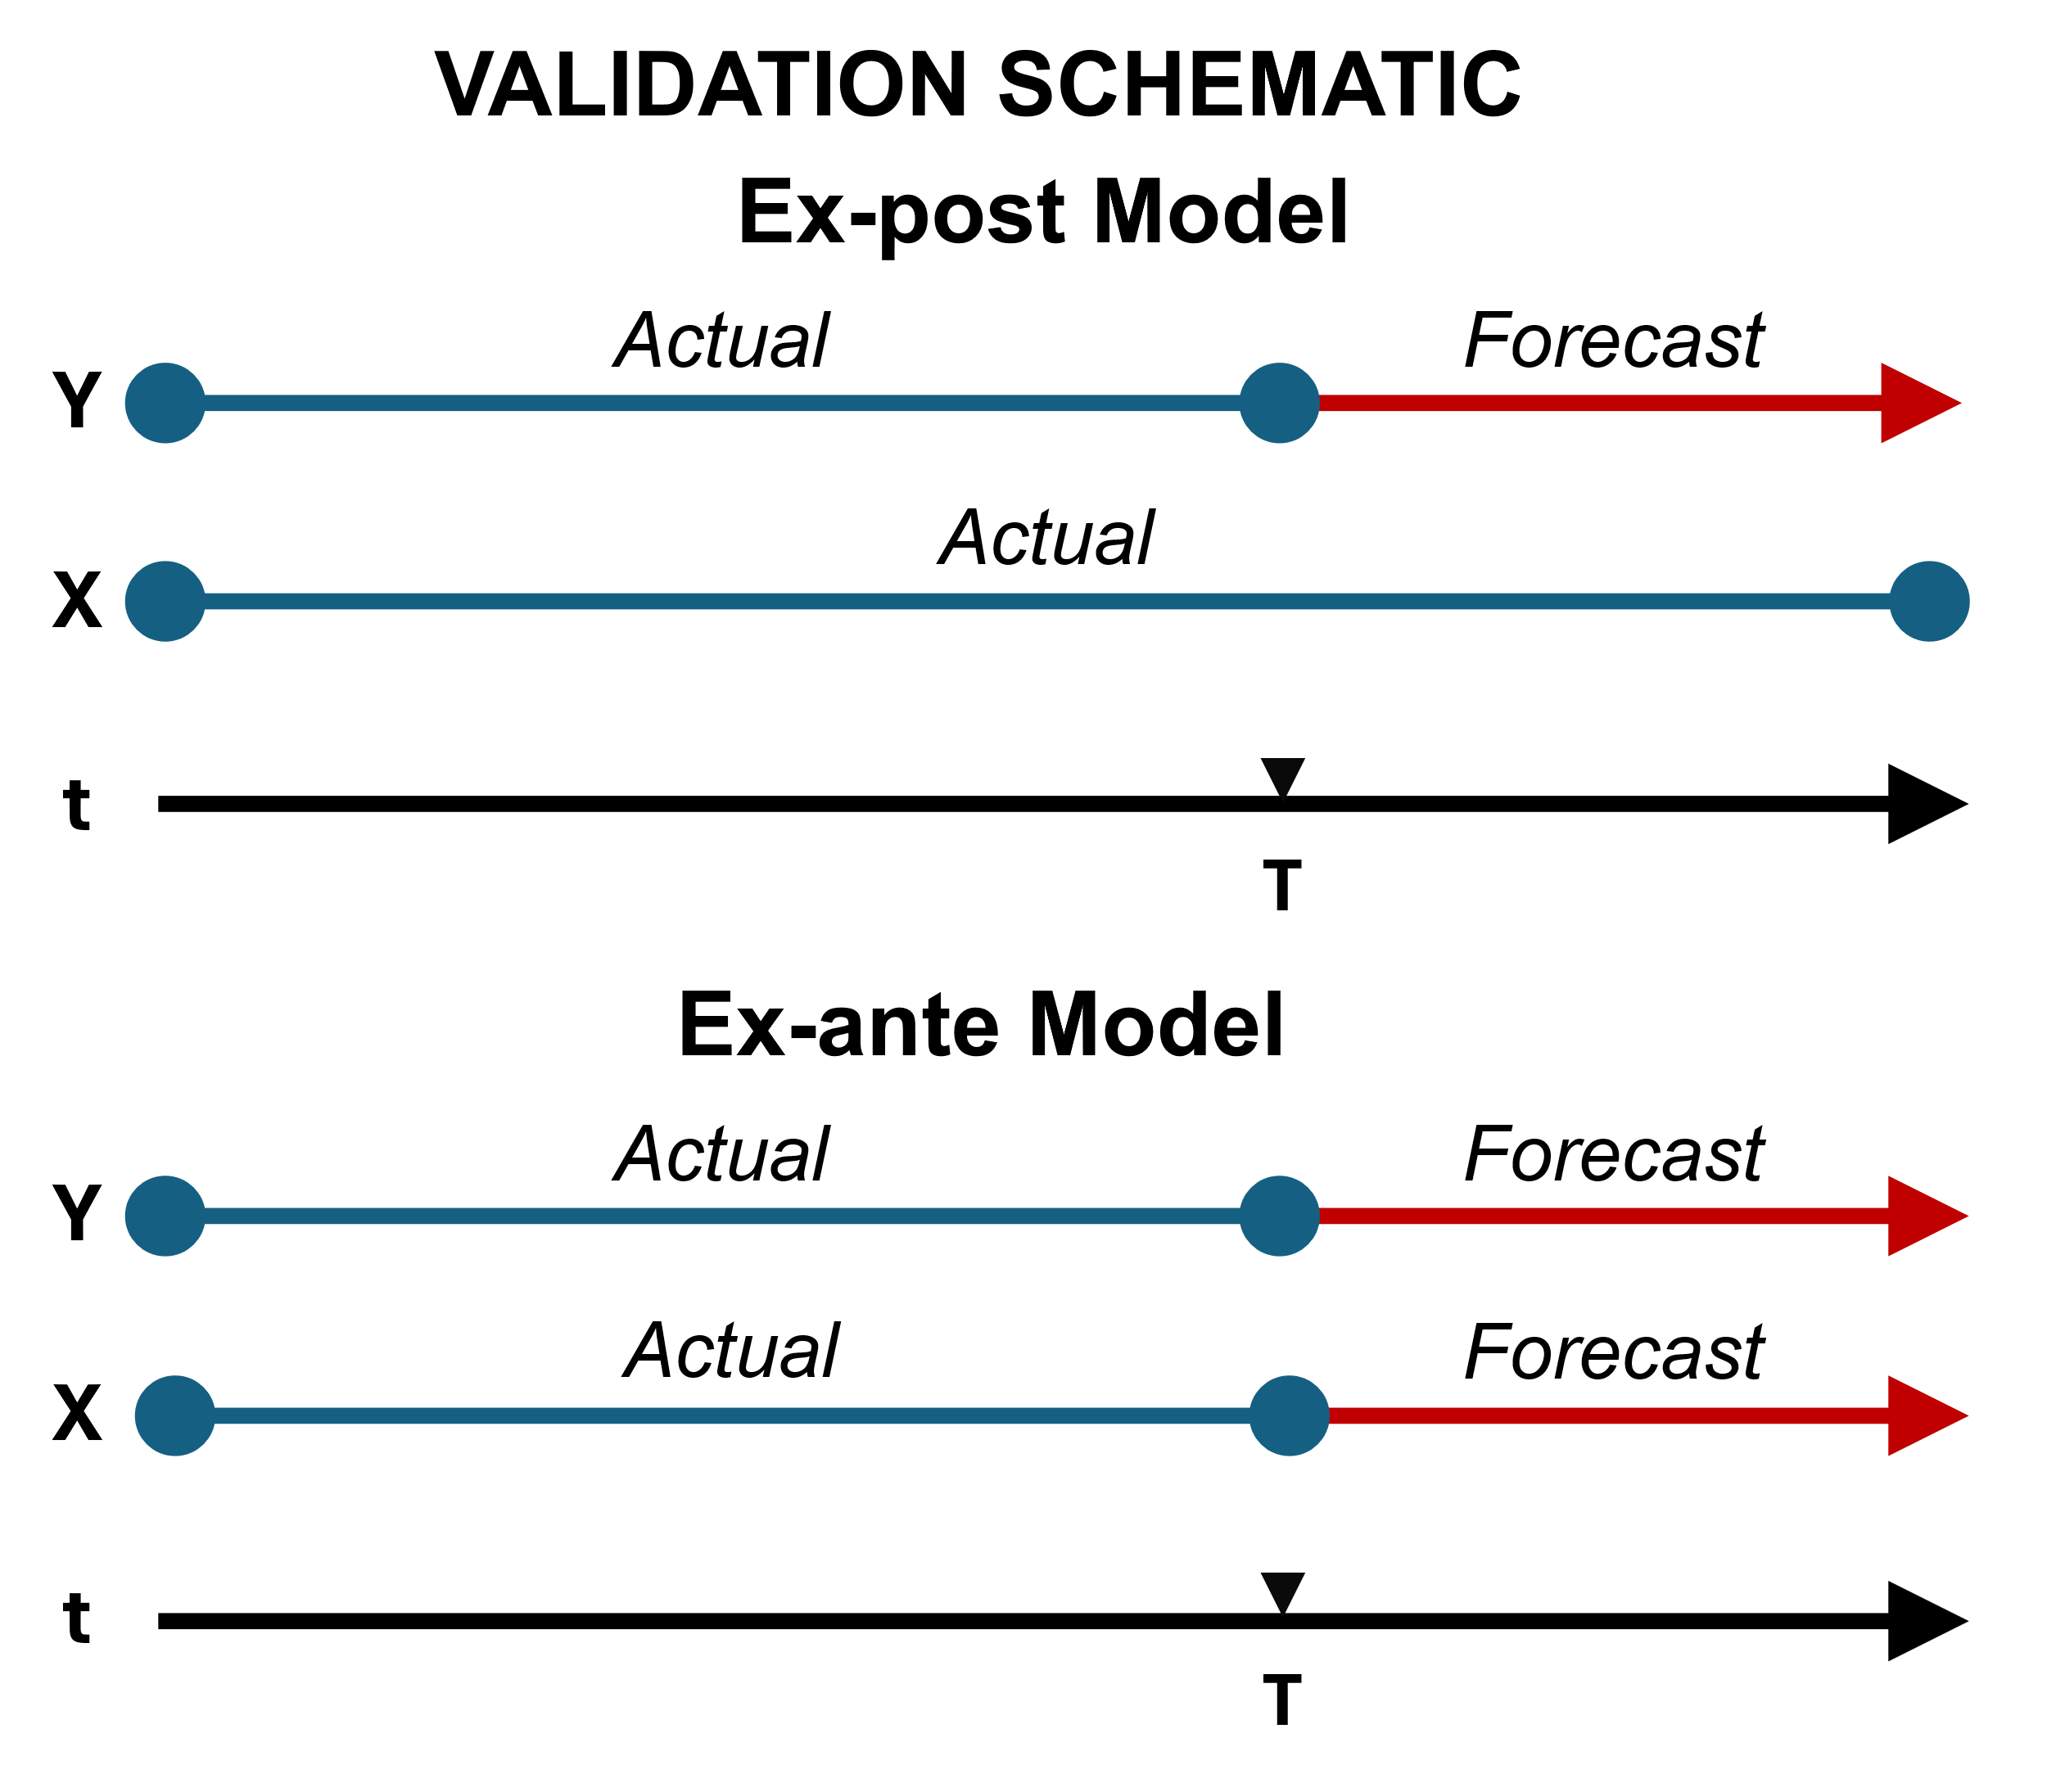 VALIDATION SCHEMATIC
Ex-post Model
Actual Forecast
Y
Actual
X
t
T
Ex-ante Model
Actual Forecast
Y
Actual Forecast
X
t
T